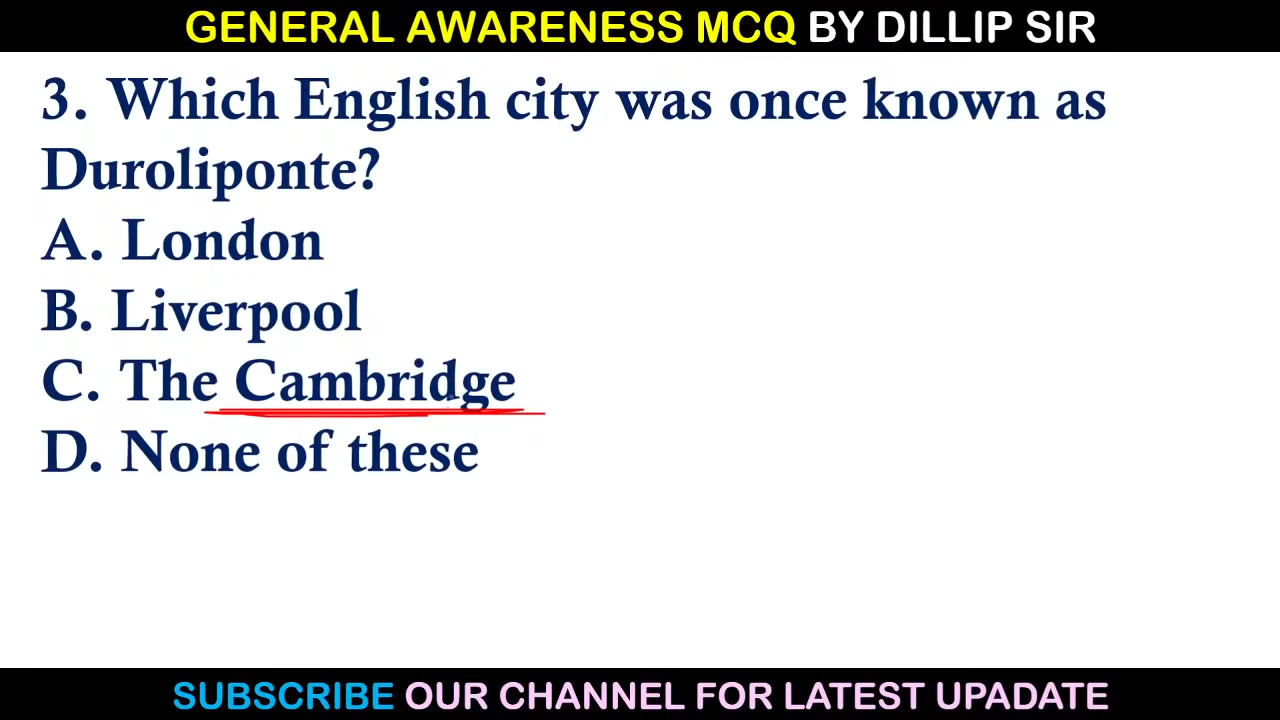 GENERAL AWARENESS MCQ BY DILLIP SIR
3. Which English city was once known as
Duroliponte?
A. London
B. Liverpool
C. The Cambridge
D. None of these
SUBSCRIBE OUR CHANNEL FOR LATEST UPADATE